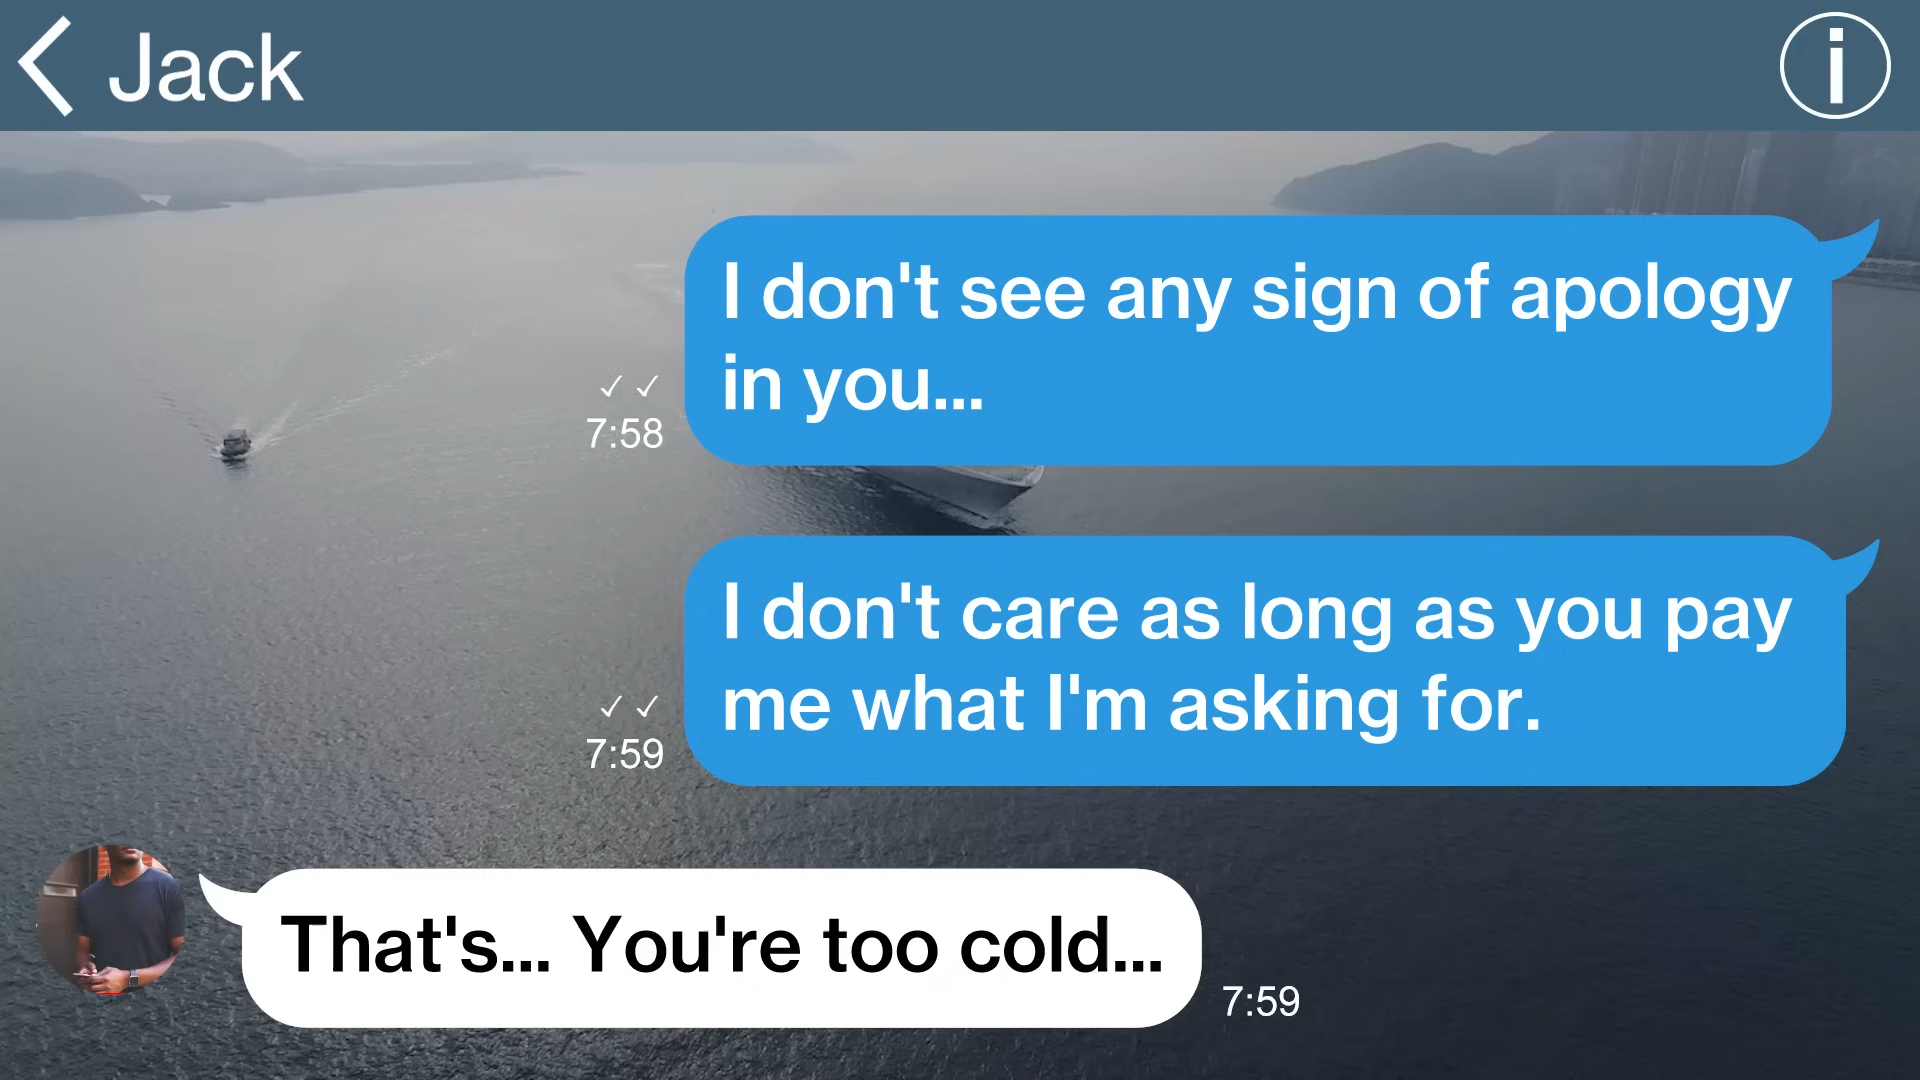 Jack
i
I don't see any sign of apology
in you...
✓ ✓
7:58
I don't care as long as you pay
me what I'm asking for.
✓ ✓
7:59
That's... You're too cold...
7:59